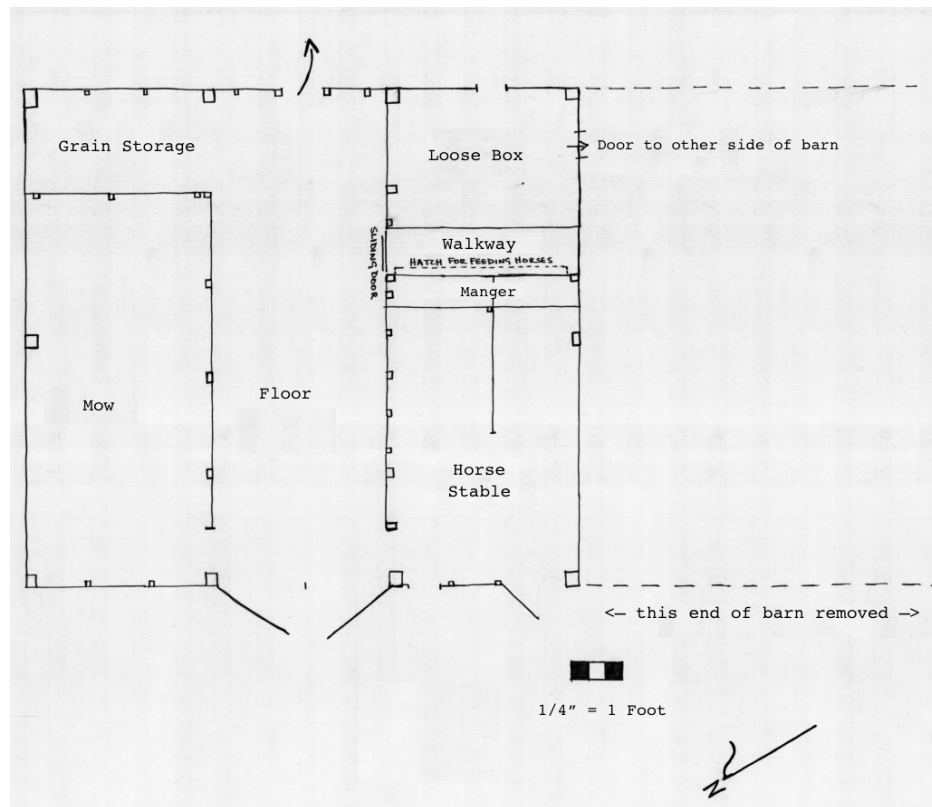 Grain Storage
Loose Box
Door to other side of barn
SLIDING DOOR
Walkway
HATCH FOR FEEDING HORSES
Manger
Mow
Floor
Horse
Stable
<— this end of barn removed —>
1/4” = 1 Foot
N